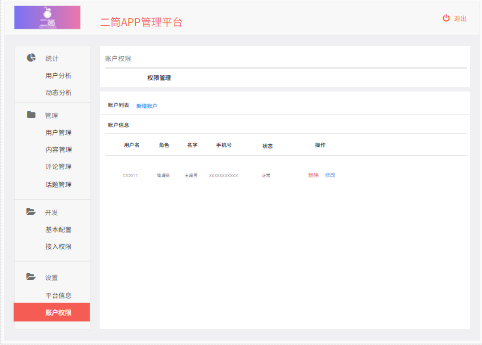 二筒APP管理平台
退出
统计
用户分析
动态分析
管理
用户管理
内容管理
评论管理
话题管理
开发
基本配置
接入权限
设置
平台信息
账户权限
账户权限
权限管理
账户列表 新增账户
账户信息
用户名 角色 名字 手机号 状态 操作
XXXXXXXXXXX 正常 删除 修改